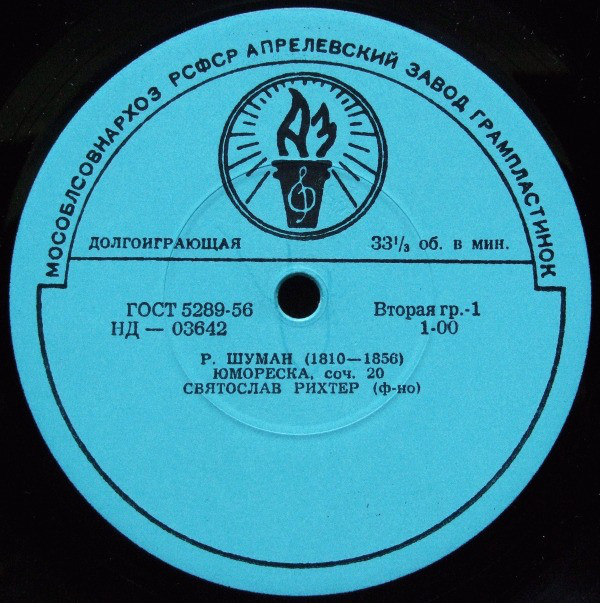 МОСОБЛСОВНАРХОЗ РСФСР АПРЕЛЕВСКИЙ ЗАВОД ГРАМПЛАСТИНОК
АЗ
ДОЛГОИГРАЮЩАЯ 33⅓ об. в мин.
ГОСТ 5289-56 Вторая гр.-1
НД — 03642 1-00
Р. ШУМАН (1810—1856)
ЮМОРЕСКА, соч. 20
СВЯТОСЛАВ РИХТЕР (ф-но)